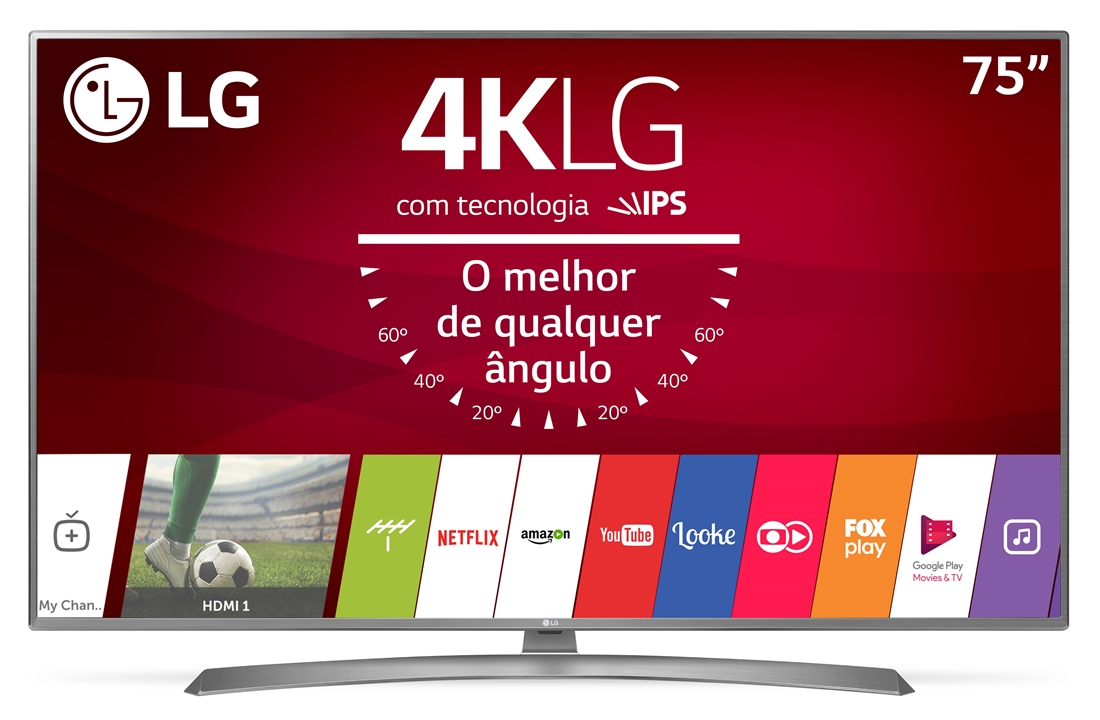 LG
4KLG
75”
com tecnologia IPS
O melhor
de qualquer
ângulo
60º
60º
40º
40º
20º
20º
My Chan..
HDMI 1
NETFLIX
amazon
YouTube
Looke
FOX
play
Google Play
Movies & TV
LG